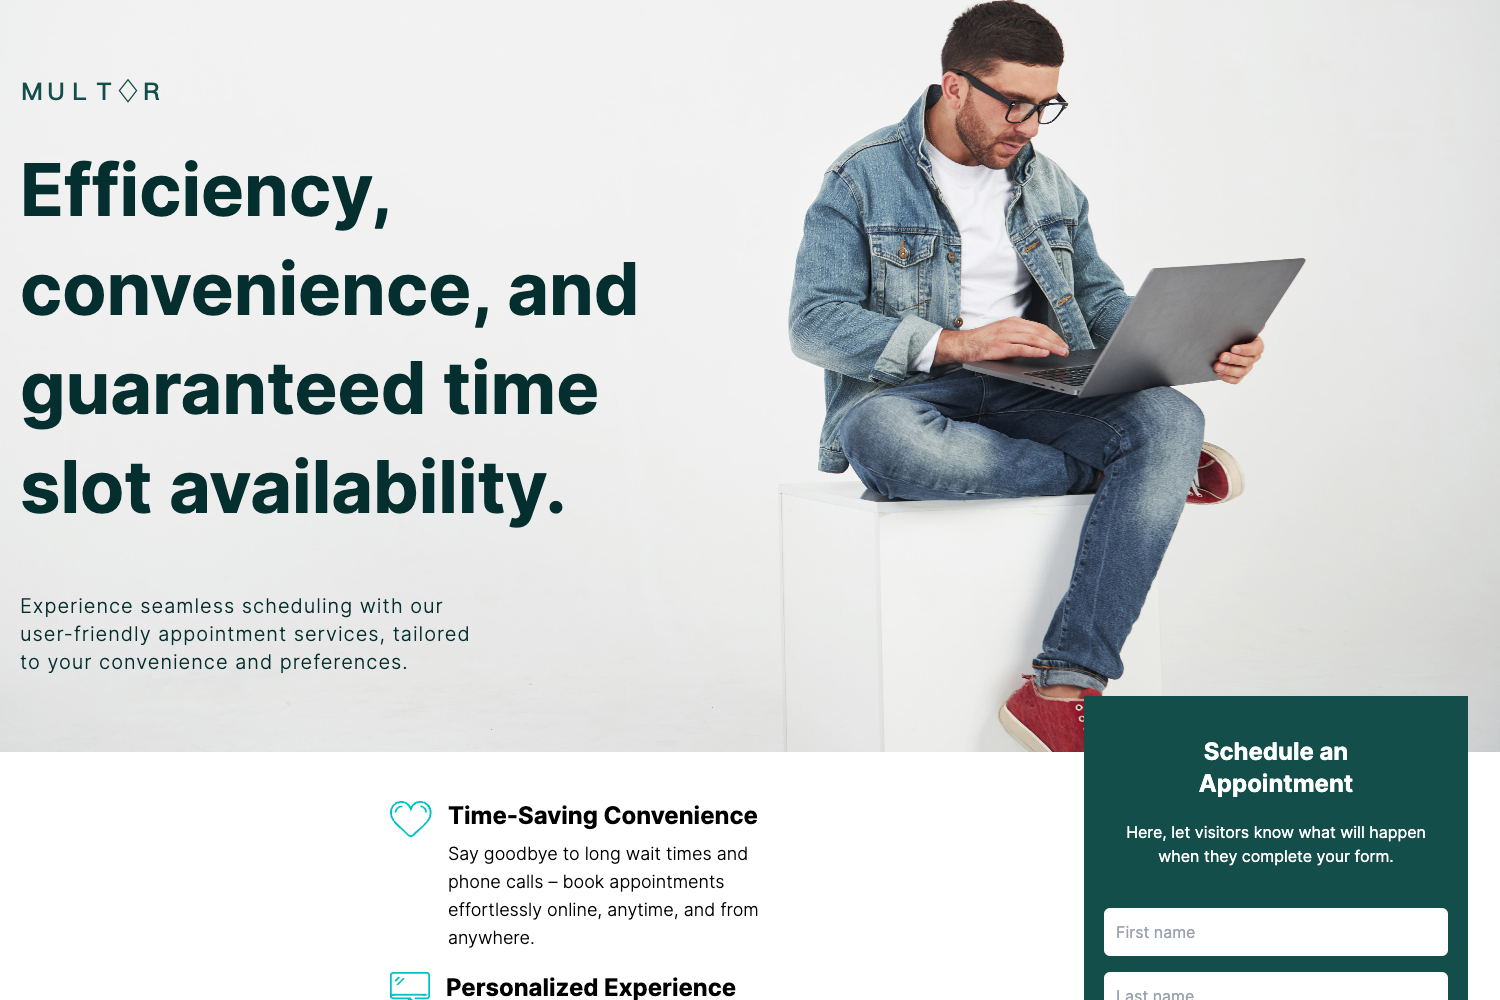 MULT◇R
Efficiency,
convenience, and
guaranteed time
slot availability.
Experience seamless scheduling with our
user-friendly appointment services, tailored
to your convenience and preferences.
Time-Saving Convenience
Say goodbye to long wait times and
phone calls – book appointments
effortlessly online, anytime, and from
anywhere.
Personalized Experience
Schedule an
Appointment
Here, let visitors know what will happen
when they complete your form.
First name
Last name